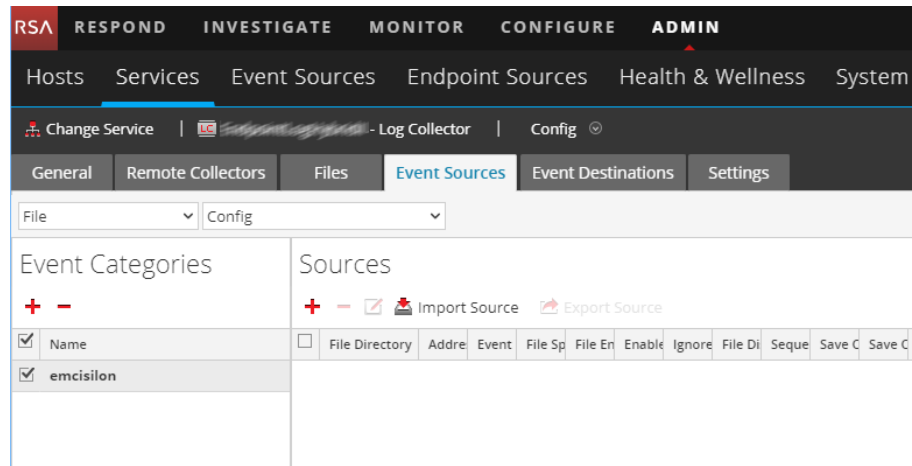 RSA RESPOND INVESTIGATE MONITOR CONFIGURE ADMIN
Hosts Services Event Sources Endpoint Sources Health & Wellness System
Change Service | LC - Log Collector | Config
General Remote Collectors Files Event Sources Event Destinations Settings
File Config
Event Categories
Sources
Import Source Export Source
Name
File Directory Addre Event File Sp File En Enable Ignore File Di Seque Save C Save C
emcisilon